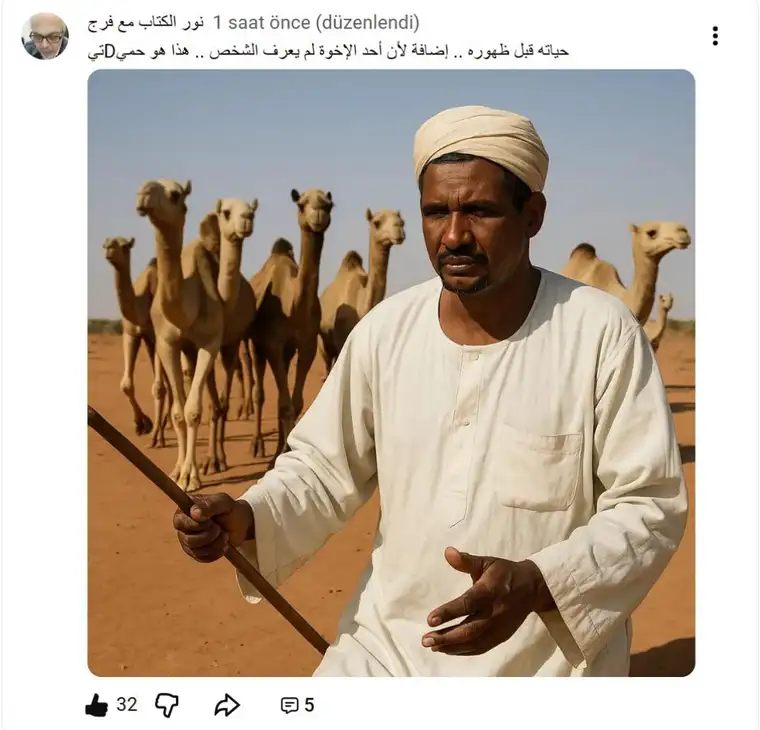 نور الكتاب مع فرج 1 saat önce (düzenlendi)
حياته قبل ظهوره .. إضافة لأن أحد الإخوة لم يعرف الشخص .. هذا هو حميDتي
32 5